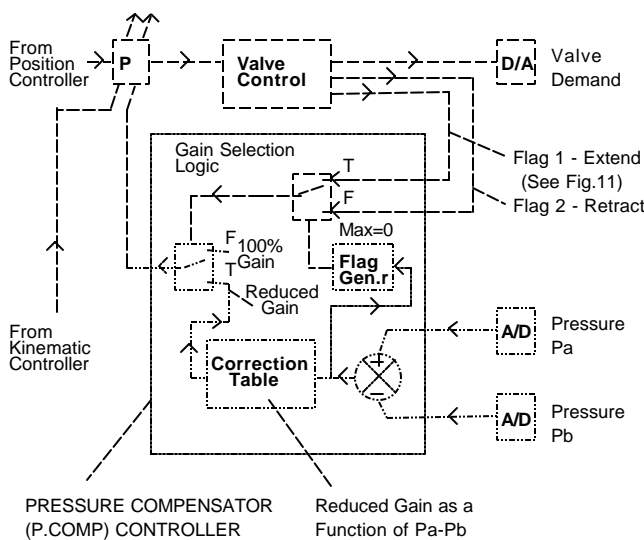 From
Position
Controller
P
Valve
Control
D/A
Valve
Demand
Gain Selection
Logic
T
F
Max=0
Flag 1 - Extend
(See Fig.11)
Flag 2 - Retract
F
100%
Gain
T
Reduced
Gain
Flag
Gen.r
From
Kinematic
Controller
Correction
Table
+
−
A/D
Pressure
Pa
A/D
Pressure
Pb
PRESSURE COMPENSATOR
(P.COMP) CONTROLLER
Reduced Gain as a
Function of Pa-Pb